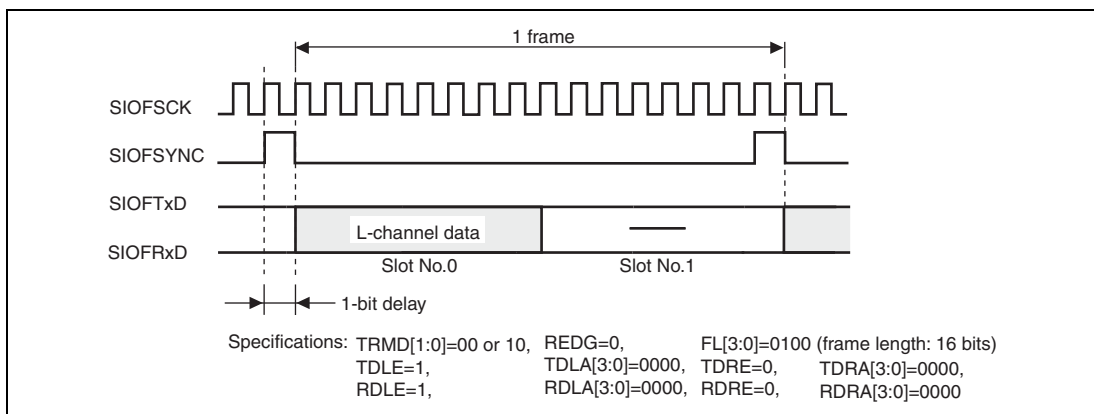 1 frame
SIOFSCK
SIOFSYNC
SIOFTxD
L-channel data
SIOFRxD
Slot No.0 Slot No.1
1-bit delay
Specifications: TRMD[1:0]=00 or 10, REDG=0, FL[3:0]=0100 (frame length: 16 bits)
TDLE=1, TDLA[3:0]=0000, TDRE=0, TDRA[3:0]=0000,
RDLE=1, RDLA[3:0]=0000, RDRE=0, RDRA[3:0]=0000